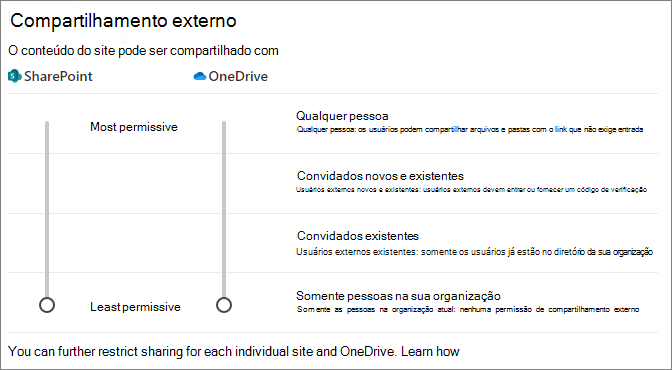 Compartilhamento externo
O conteúdo do site pode ser compartilhado com
SharePoint
OneDrive
Most permissive
Qualquer pessoa
Qualquer pessoa: os usuários podem compartilhar arquivos e pastas com o link que não exige entrada
Convidados novos e existentes
Usuários externos novos e existentes: usuários externos devem entrar ou fornecer um código de verificação
Convidados existentes
Usuários externos existentes: somente os usuários já estão no diretório da sua organização
Least permissive
Somente pessoas na sua organização
Somente as pessoas na organização atual: nenhuma permissão de compartilhamento externo
You can further restrict sharing for each individual site and OneDrive. Learn how